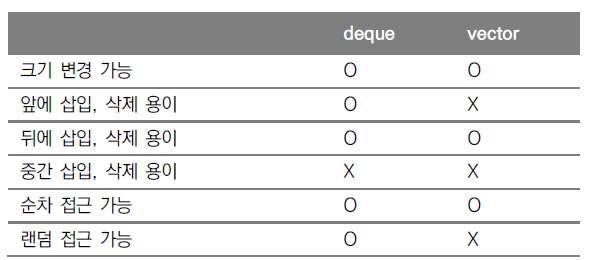 deque vector
크기 변경 가능 O O
앞에 삽입, 삭제 용이 O X
뒤에 삽입, 삭제 용이 O O
중간 삽입, 삭제 용이 X X
순차 접근 가능 O O
랜덤 접근 가능 O X